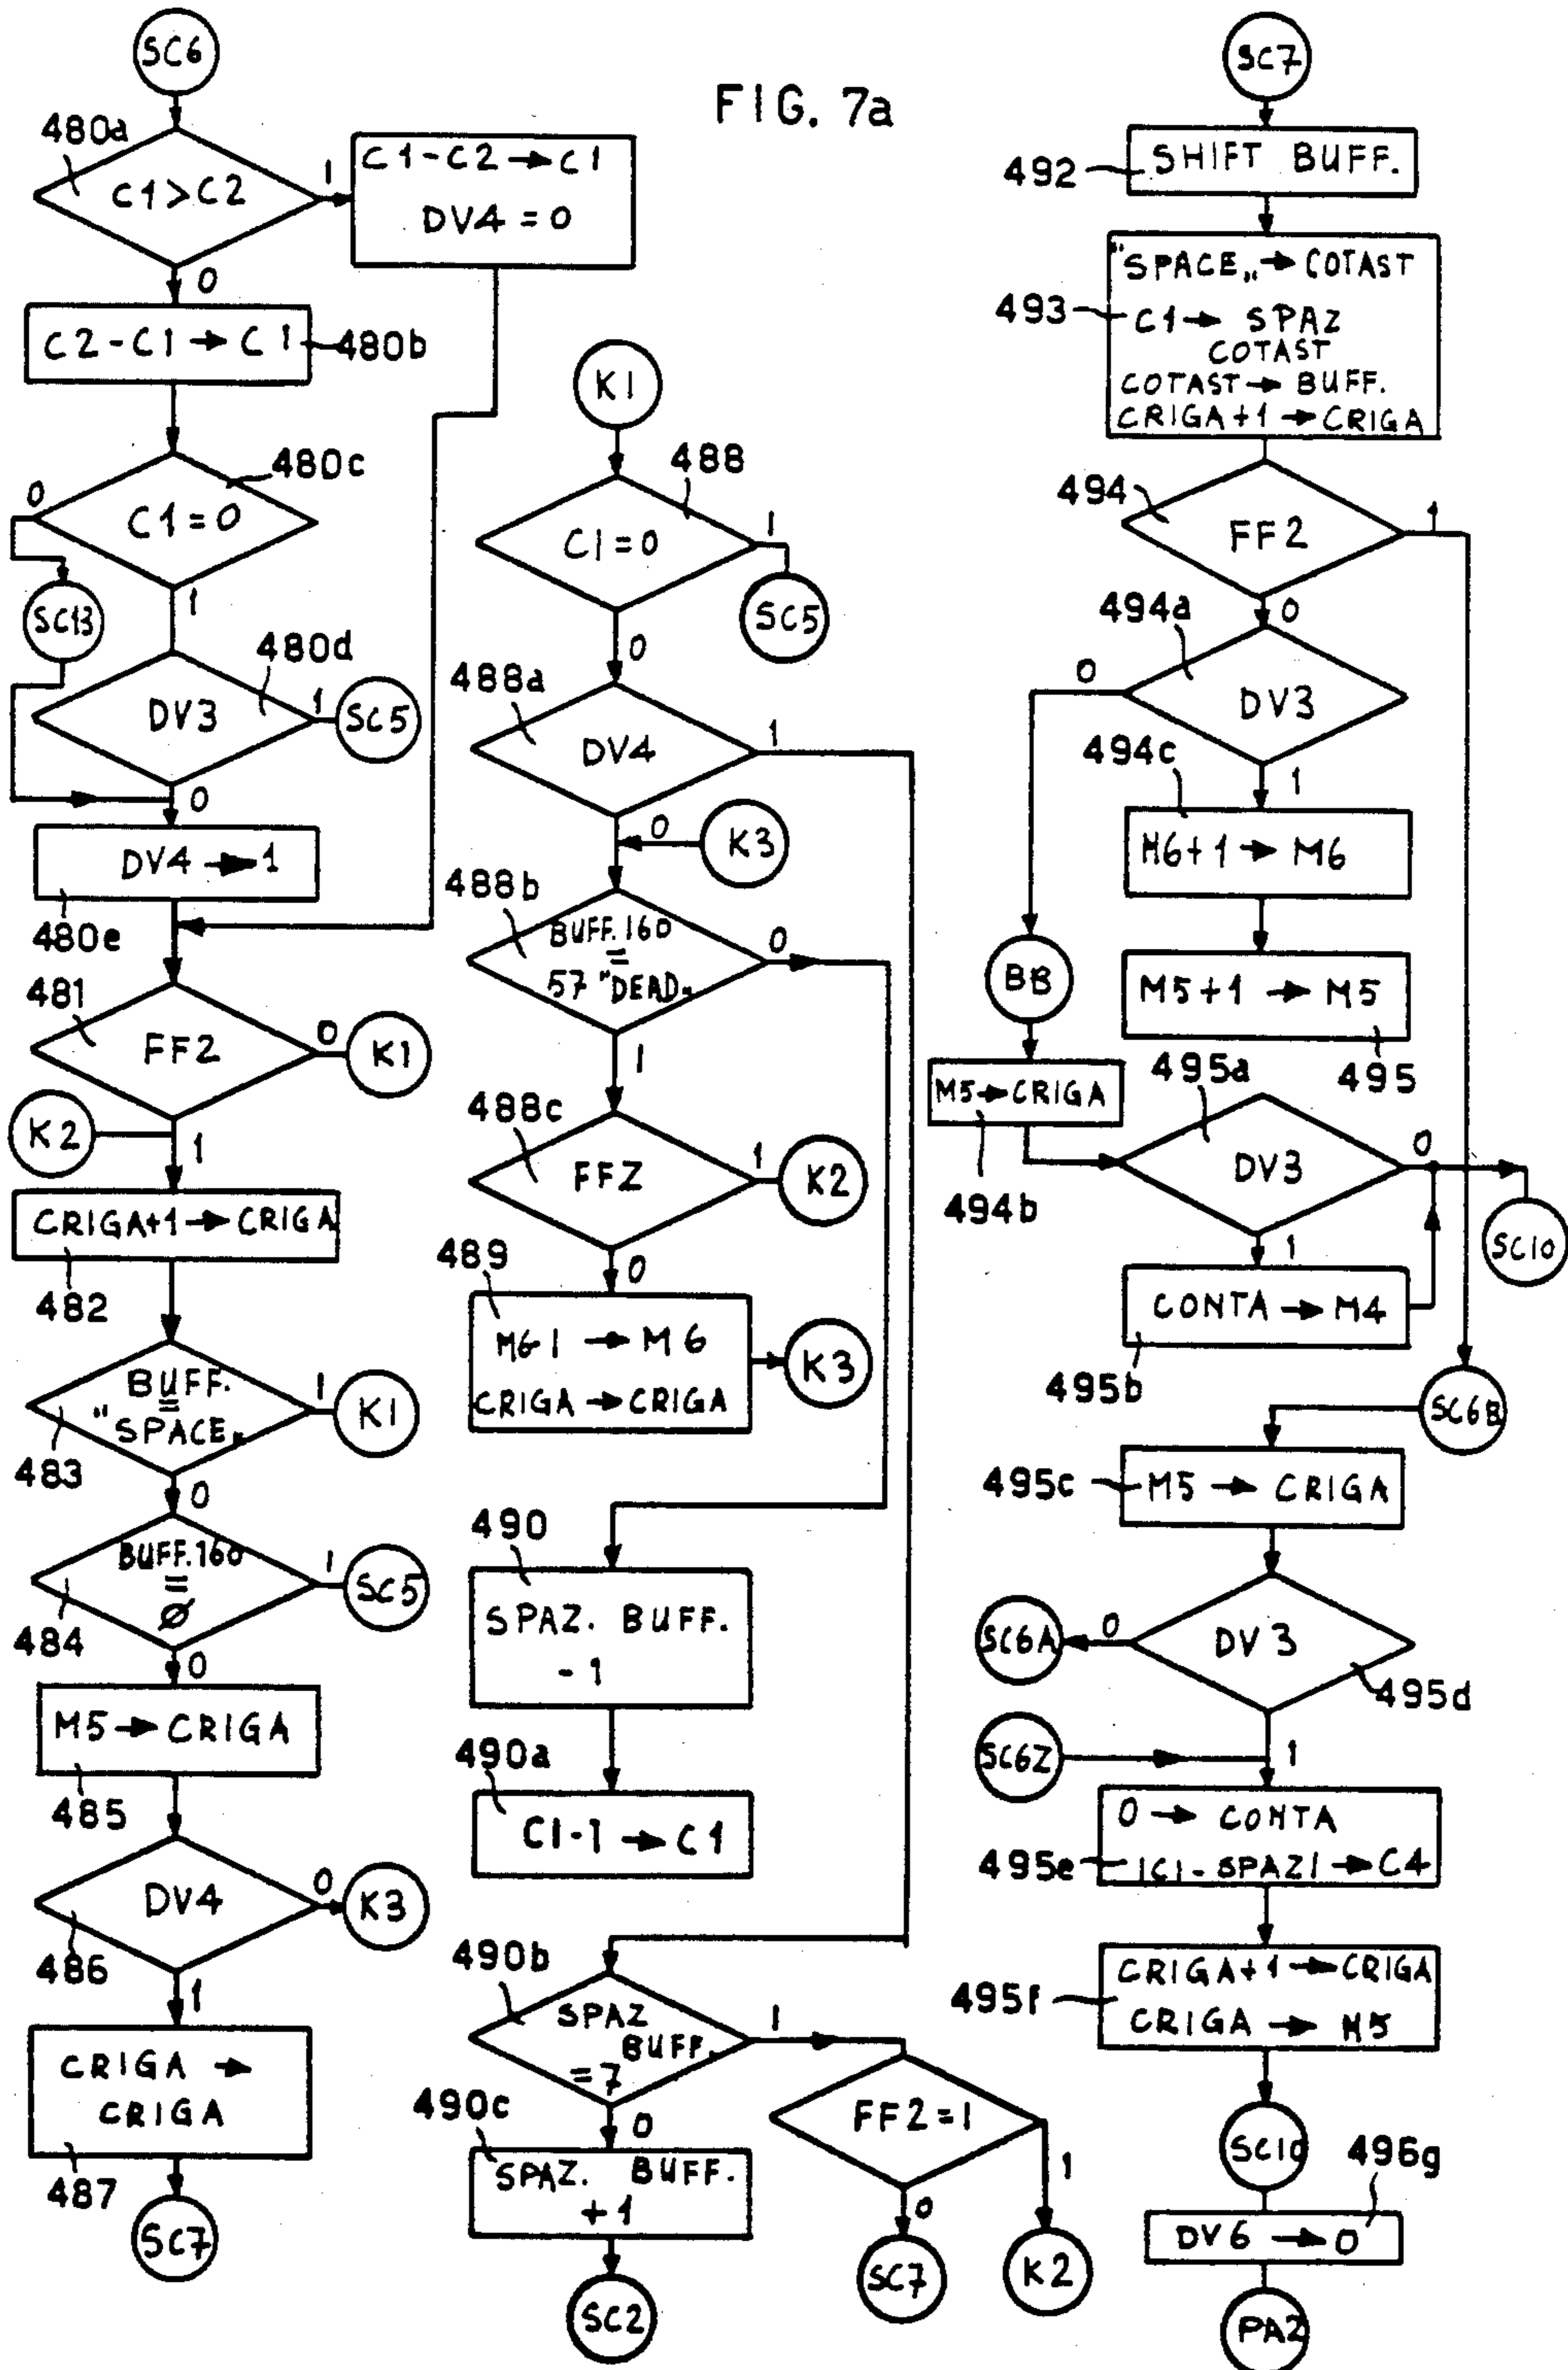 FIG. 7a
SC6
480a
C1>C2
1
C1-C2→C1
DV4=0
0
C2-C1→C1
480b
480c
0
C1=0
SC13
1
480d
DV3
1
SC5
0
DV4→1
480e
481
FF2
0
K1
K2
1
CRIGA+1→CRIGA
482
BUFF.
=
"SPACE„
1
K1
483
0
BUFF.160
=
Ø
1
SC5
484
0
M5→CRIGA
485
DV4
0
K3
486
1
CRIGA→
CRIGA
487
SC7
K1
488
C1=0
1
SC5
0
488a
DV4
1
0
K3
488b
BUFF.160
=
57 "DEAD„
0
1
488c
FF2
1
K2
489
0
M6-1→M6
CRIGA→CRIGA
K3
490
SPAZ. BUFF.
-1
490a
C1-1→C1
490b
SPAZ
BUFF.
=7
1
490c
0
SPAZ. BUFF.
+1
SC2
FF2=1
0
1
SC7
K2
SC7
492
SHIFT BUFF.
"SPACE„→COTAST
493
C1→SPAZ
COTAST
COTAST→BUFF.
CRIGA+1→CRIGA
494
FF2
1
494a
0
0
DV3
494c
1
M6+1→M6
BB
M5+1→M5
495a
495
M5→CRIGA
494b
DV3
0
SC10
1
CONTA→M4
495b
SC6B
495c
M5→CRIGA
SC6A
0
DV3
495d
SC6Z
1
0→CONTA
495e
|C1-SPAZ|→C4
495f
CRIGA+1→CRIGA
CRIGA→M5
SC10
496g
DV6→0
PA2